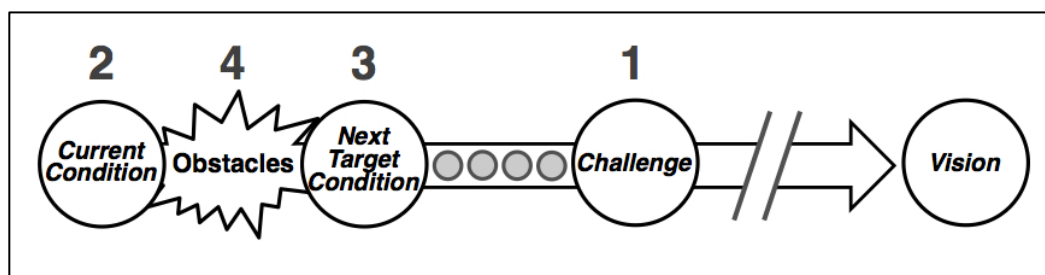 2 4 3 1
Current
Condition
Obstacles
Next
Target
Condition
Challenge
Vision